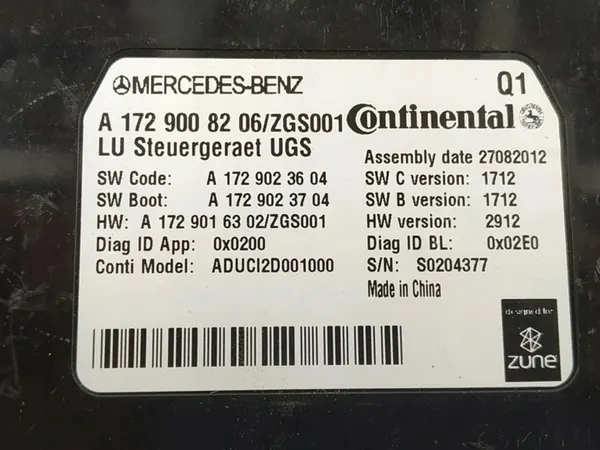 MERCEDES-BENZ Q1
A 172 900 82 06/ZGS001 Continental
LU Steuergeraet UGS
Assembly date 27082012
SW Code: A 172 902 36 04 SW C version: 1712
SW Boot: A 172 902 37 04 SW B version: 1712
HW: A 172 901 63 02/ZGS001 HW version: 2912
Diag ID App: 0x0200 Diag ID BL: 0x02E0
Conti Model: ADUCI2D001000 S/N: S0204377
Made in China
designed for
zune